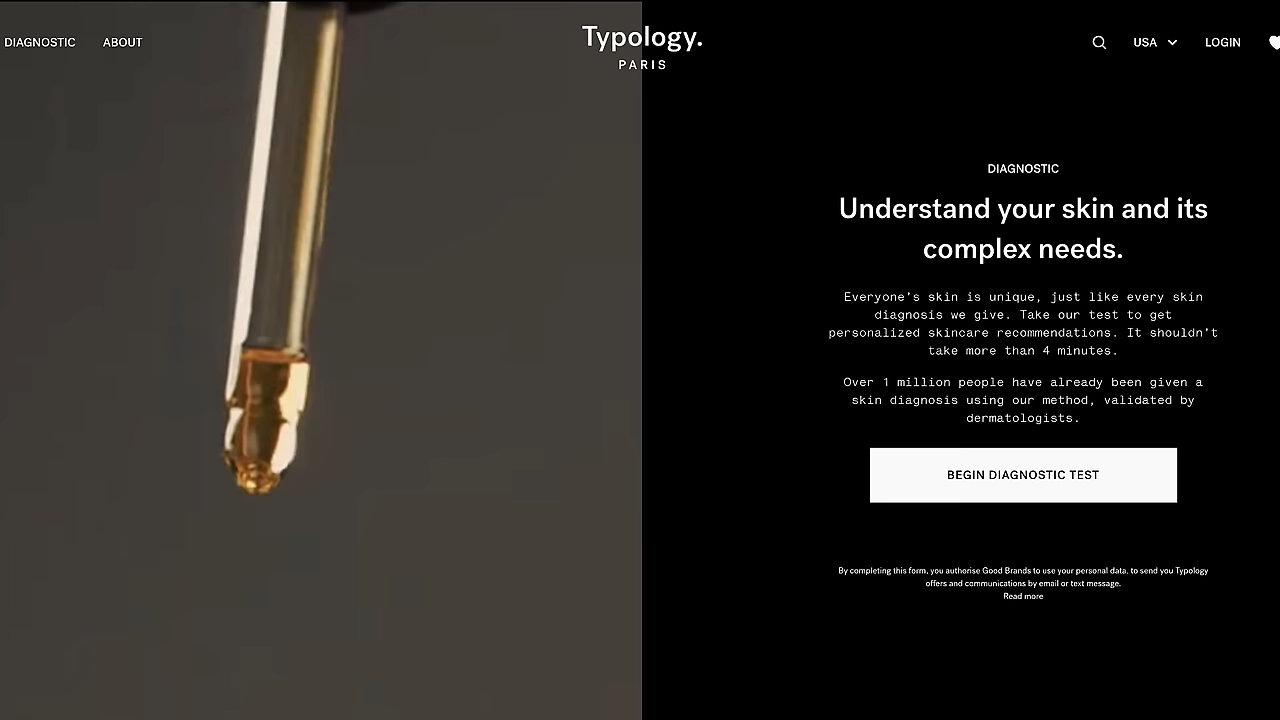 DIAGNOSTIC ABOUT
Typology.
PARIS
USA LOGIN
DIAGNOSTIC
Understand your skin and its
complex needs.
Everyone's skin is unique, just like every skin
diagnosis we give. Take our test to get
personalized skincare recommendations. It shouldn't
take more than 4 minutes.
Over 1 million people have already been given a
skin diagnosis using our method, validated by
dermatologists.
BEGIN DIAGNOSTIC TEST
By completing this form, you authorise Good Brands to use your personal data, to send you Typology
offers and communications by email or text message.
Read more